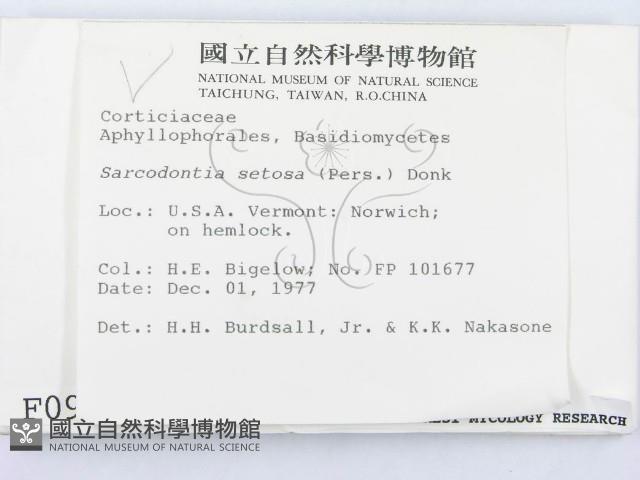 國立自然科學博物館
NATIONAL MUSEUM OF NATURAL SCIENCE
TAICHUNG, TAIWAN, R.O.CHINA
Corticiaceae
Aphyllophorales, Basidiomycetes
Sarcodontia setosa (Pers.) Donk
Loc.: U.S.A. Vermont: Norwich;
on hemlock.
Col.: H.E. Bigelow; No. FP 101677
Date: Dec. 01, 1977
Det.: H.H. Burdsall, Jr. & K.K. Nakasone
F09
MYCOLOGY RESEARCH
國立自然科學博物館
NATIONAL MUSEUM OF NATURAL SCIENCE